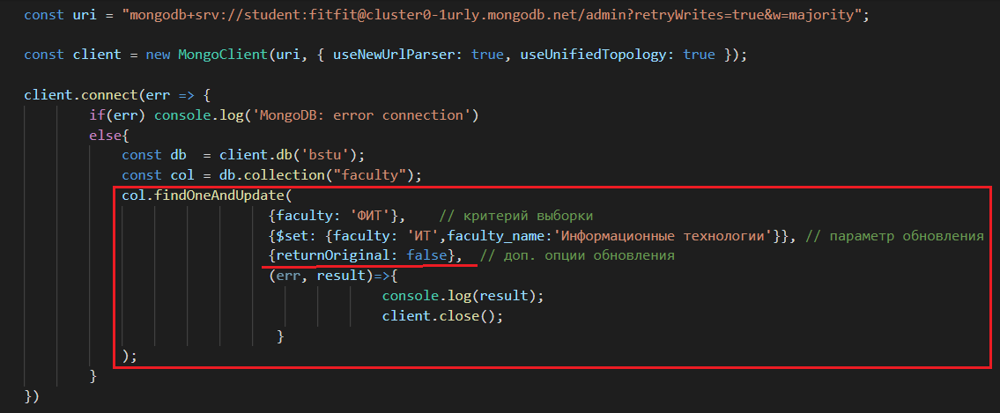 const uri = "mongodb+srv://student:fitfit@cluster0-1urly.mongodb.net/admin?retryWrites=true&w=majority";
const client = new MongoClient(uri, { useNewUrlParser: true, useUnifiedTopology: true });
client.connect(err => {
if(err) console.log('MongoDB: error connection')
else{
const db  = client.db('bstu');
const col = db.collection("faculty");
col.findOneAndUpdate(
{faculty: 'ФИТ'},    // критерий выборки
{$set: {faculty: 'ИТ',faculty_name:'Информационные технологии'}}, // параметр обновления
{returnOriginal: false},  // доп. опции обновления
(err, result)=>{
console.log(result);
client.close();
}
);
}
})